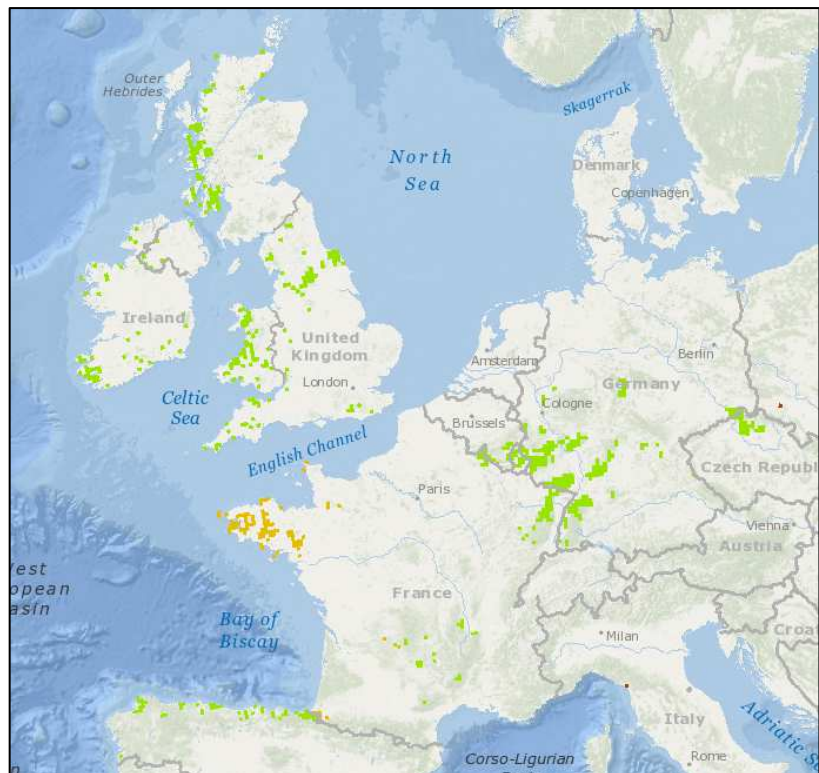 Outer
Hebrides
Skagerrak
North
Sea
Denmark
Copenhagen
Ireland
United
Kingdom
Amsterdam
Berlin
London
Germany
Celtic
Sea
Cologne
Brussels
English Channel
Czech Republ
Paris
Vienna
Austria
est
opean
asin
France
Bay of
Biscay
Milan
Croat
Italy
Adriatic Se
Corso-Ligurian
Rome